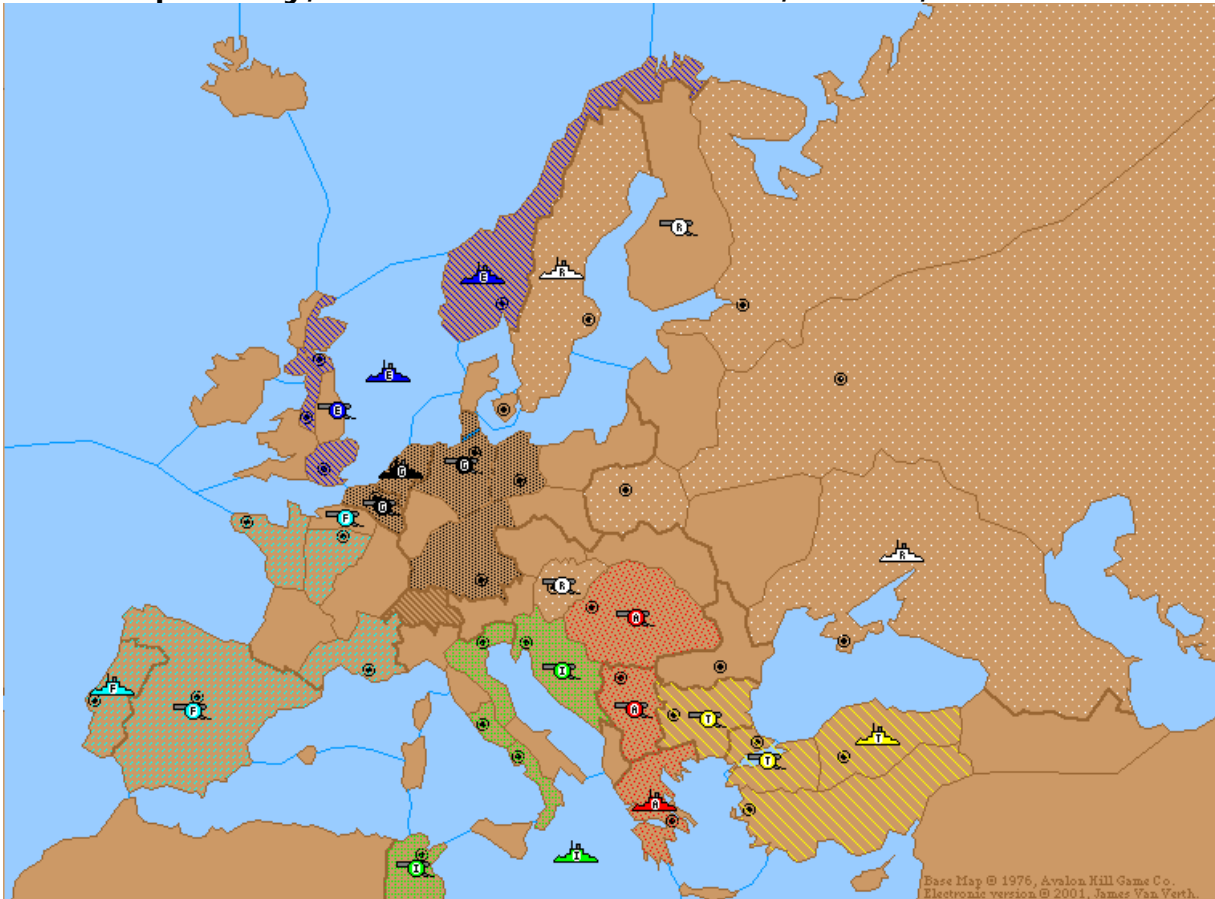 R
R
E
E
E
G
G
G
F
R
R
A
I
F
F
A
T
T
T
A
I
I
Base Map © 1976, Avalon Hill Game Co.
Electronic version © 2001, James Van Verth.